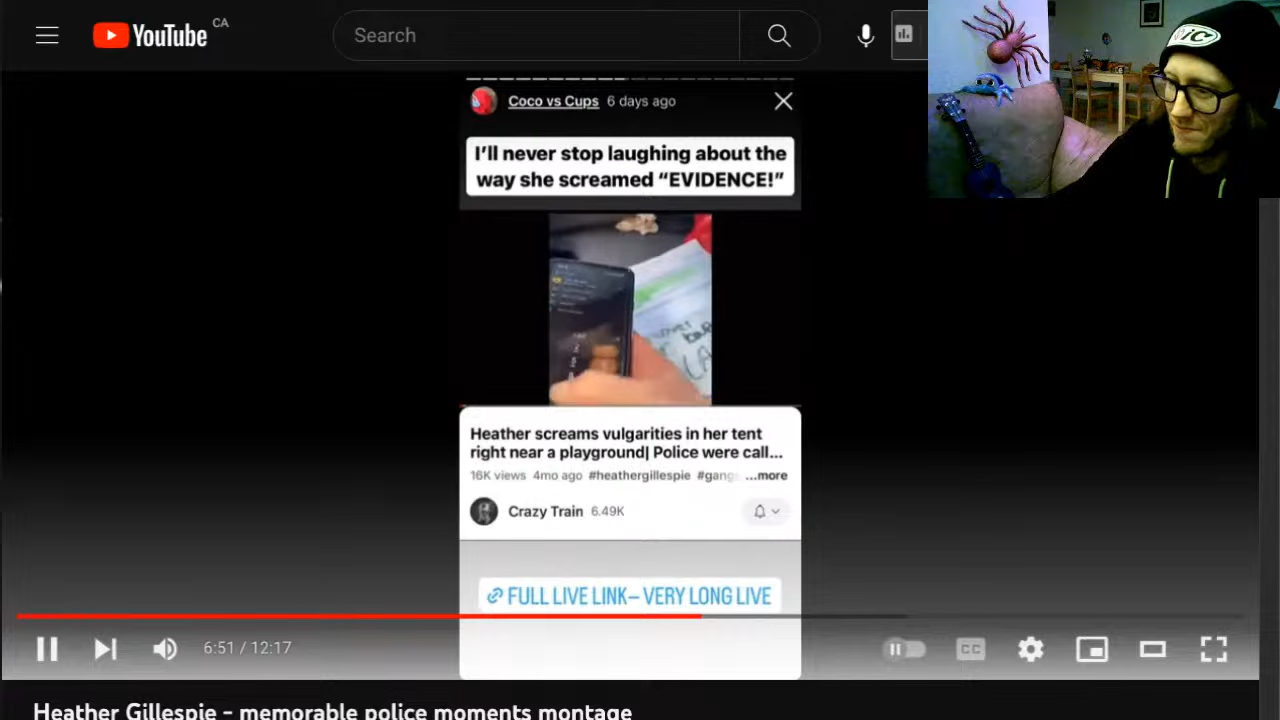 YouTube CA
Search
Coco vs Cups 6 days ago
I'll never stop laughing about the
way she screamed "EVIDENCE!"
Heather screams vulgarities in her tent
right near a playground| Police were call...
16K views 4mo ago #heathergillespie #gang ...more
Crazy Train 6.49K
FULL LIVE LINK– VERY LONG LIVE
6:51 / 12:17
CC
Heather Gillespie - memorable police moments montage